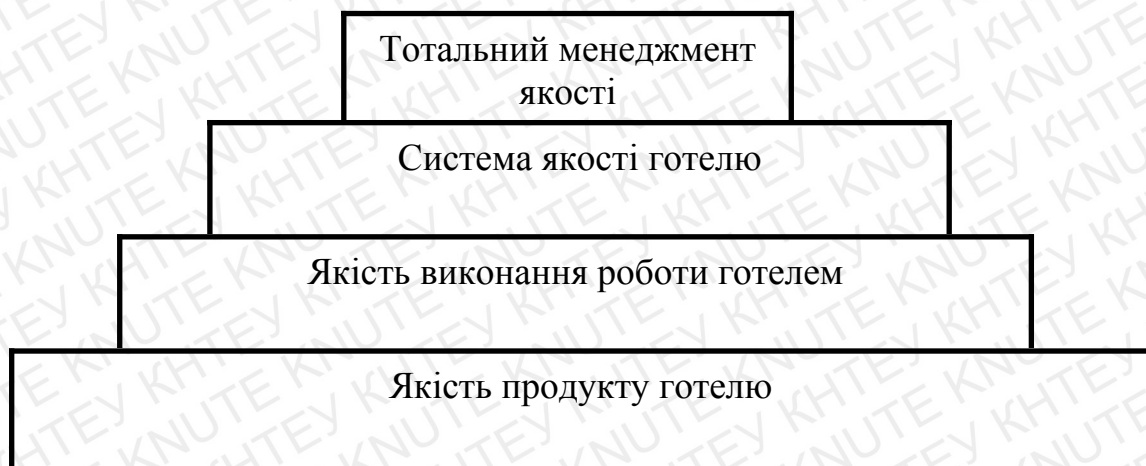 Тотальний менеджмент
якості
Система якості готелю
Якість виконання роботи готелем
Якість продукту готелю